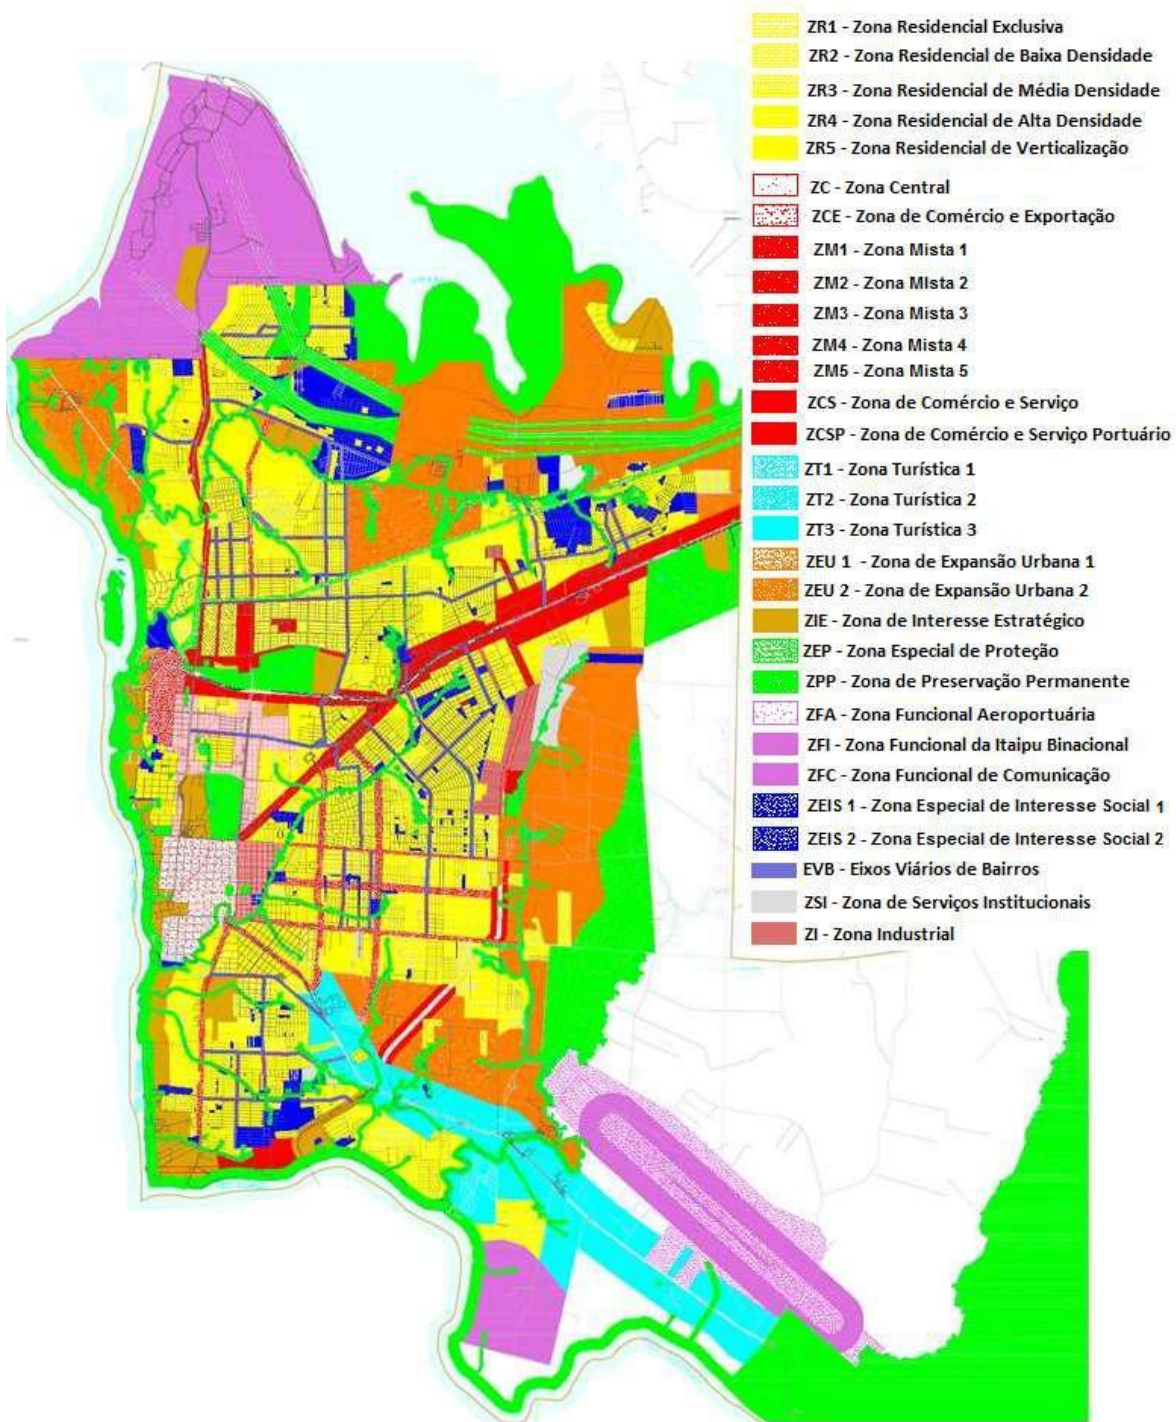 ZR1 - Zona Residencial Exclusiva
ZR2 - Zona Residencial de Baixa Densidade
ZR3 - Zona Residencial de Média Densidade
ZR4 - Zona Residencial de Alta Densidade
ZR5 - Zona Residencial de Verticalização
ZC - Zona Central
ZCE - Zona de Comércio e Exportação
ZM1 - Zona Mista 1
ZM2 - Zona MIsta 2
ZM3 - Zona Mista 3
ZM4 - Zona Mista 4
ZM5 - Zona Mista 5
ZCS - Zona de Comércio e Serviço
ZCSP - Zona de Comércio e Serviço Portuário
ZT1 - Zona Turística 1
ZT2 - Zona Turística 2
ZT3 - Zona Turística 3
ZEU 1 - Zona de Expansão Urbana 1
ZEU 2 - Zona de Expansão Urbana 2
ZIE - Zona de Interesse Estratégico
ZEP - Zona Especial de Proteção
ZPP - Zona de Preservação Permanente
ZFA - Zona Funcional Aeroportuária
ZFI - Zona Funcional da Itaipu Binacional
ZFC - Zona Funcional de Comunicação
ZEIS 1 - Zona Especial de Interesse Social 1
ZEIS 2 - Zona Especial de Interesse Social 2
EVB - Eixos Viários de Bairros
ZSI - Zona de Serviços Institucionais
ZI - Zona Industrial